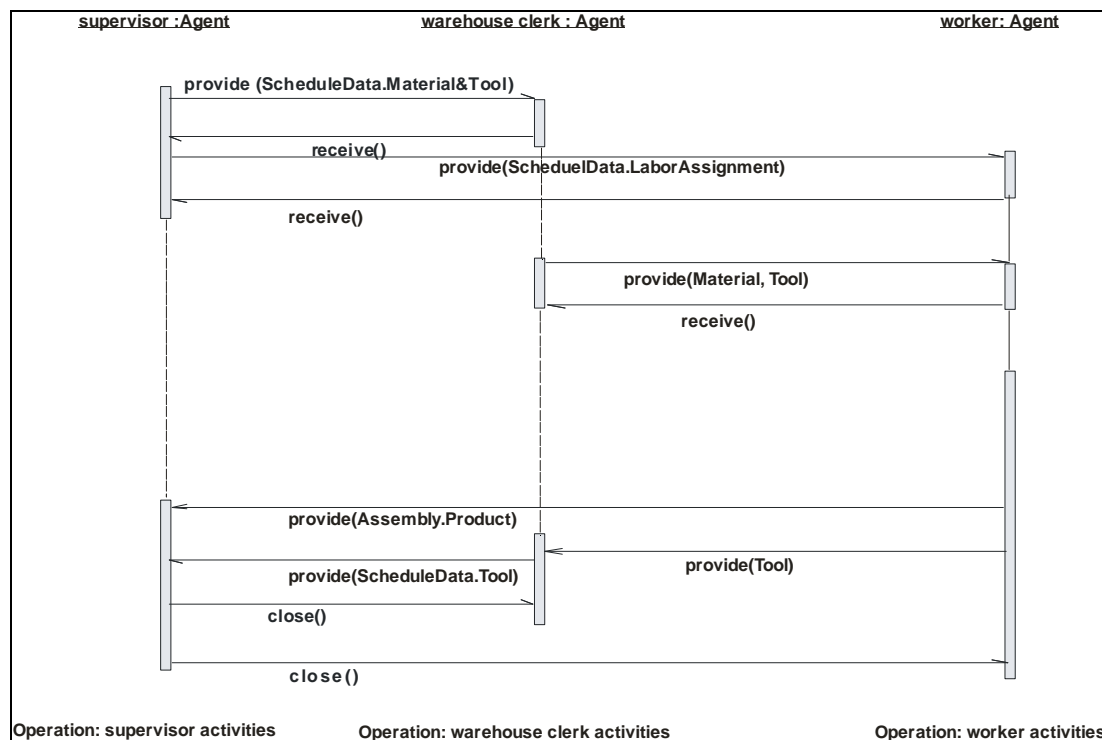 supervisor :Agent
warehouse clerk : Agent
worker: Agent
provide (ScheduleData.Material&Tool)
receive()
provide(ScheduelData.LaborAssignment)
receive()
provide(Material, Tool)
receive()
provide(Assembly.Product)
provide(Tool)
provide(ScheduleData.Tool)
close()
close()
Operation: supervisor activities
Operation: warehouse clerk activities
Operation: worker activities